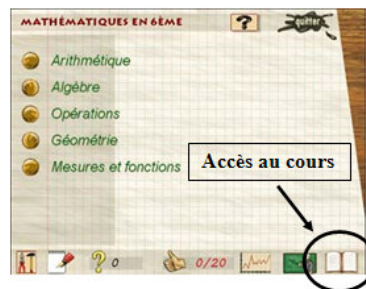 MATHÉMATIQUES EN 6ÈME ? quitter
Arithmétique
Algèbre
Opérations
Géométrie
Mesures et fonctions
Accès au cours
? 0 0/20